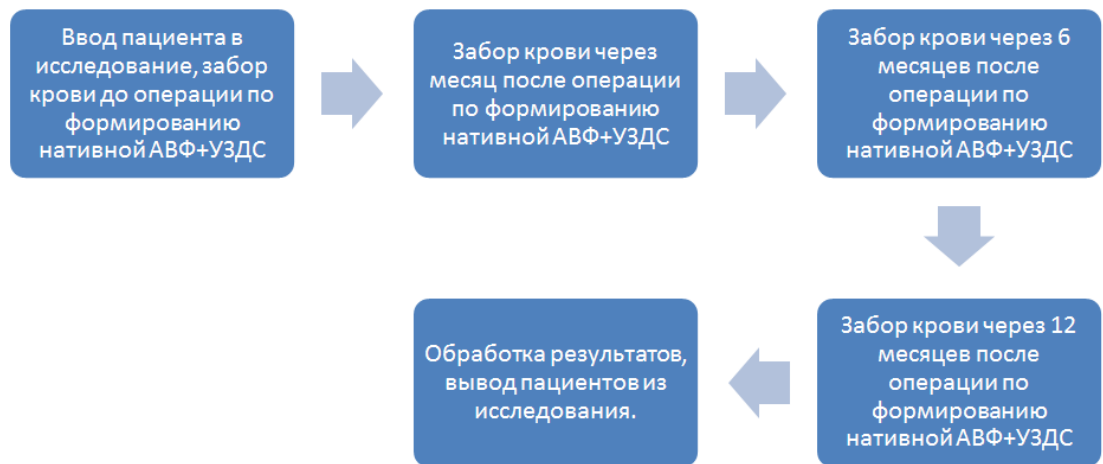 Ввод пациента в
исследование, забор
крови до операции по
формированию
нативной АВФ+УЗДС
Забор крови через
месяц после операции
по формированию
нативной АВФ+УЗДС
Забор крови через 6
месяцев после
операции по
формированию
нативной АВФ+УЗДС
Забор крови через 12
месяцев после
операции по
формированию
нативной АВФ+УЗДС
Обработка результатов,
вывод пациентов из
исследования.